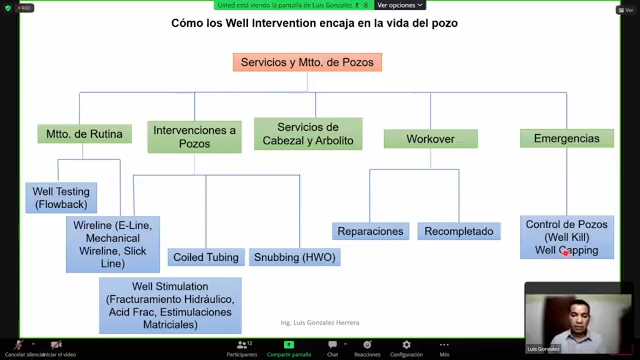 Usted está viendo la pantalla de Luis Gonzalez
Ver opciones
REC
Ver
Cómo los Well Intervention encaja en la vida del pozo
Servicios y Mtto. de Pozos
Mtto. de Rutina
Intervenciones a
Pozos
Servicios de
Cabezal y Arbolito
Workover
Emergencias
Well Testing
(Flowback)
Wireline (E-Line,
Mechanical
Wireline, Slick
Line)
Coiled Tubing
Snubbing (HWO)
Reparaciones
Recompletado
Control de Pozos
(Well Kill)
Well Capping
Well Stimulation
(Fracturamiento Hidráulico,
Acid Frac, Estimulaciones
Matriciales)
Ing. Luis Gonzalez Herrera
Luis Gonzalez
12
Iniciar el video
Participantes
Compartir pantalla
Chat
Reacciones
Configuración
Más